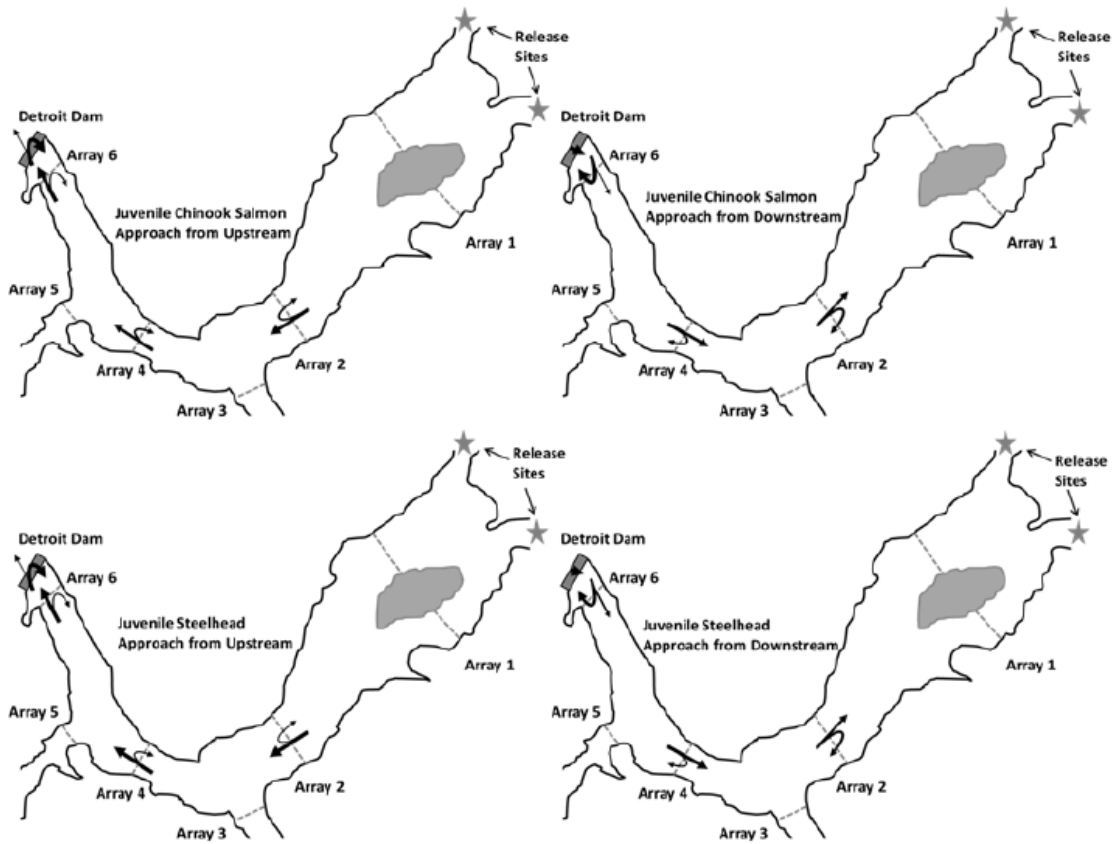 Release
Sites
Detroit Dam
Array 6
Juvenile Chinook Salmon
Approach from Upstream
Array 1
Array 5
Array 2
Array 4
Array 3
Release
Sites
Detroit Dam
Array 6
Juvenile Chinook Salmon
Approach from Downstream
Array 1
Array 5
Array 2
Array 4
Array 3
Release
Sites
Detroit Dam
Array 6
Juvenile Steelhead
Approach from Upstream
Array 1
Array 5
Array 2
Array 4
Array 3
Release
Sites
Detroit Dam
Array 6
Juvenile Steelhead
Approach from Downstream
Array 1
Array 5
Array 2
Array 4
Array 3